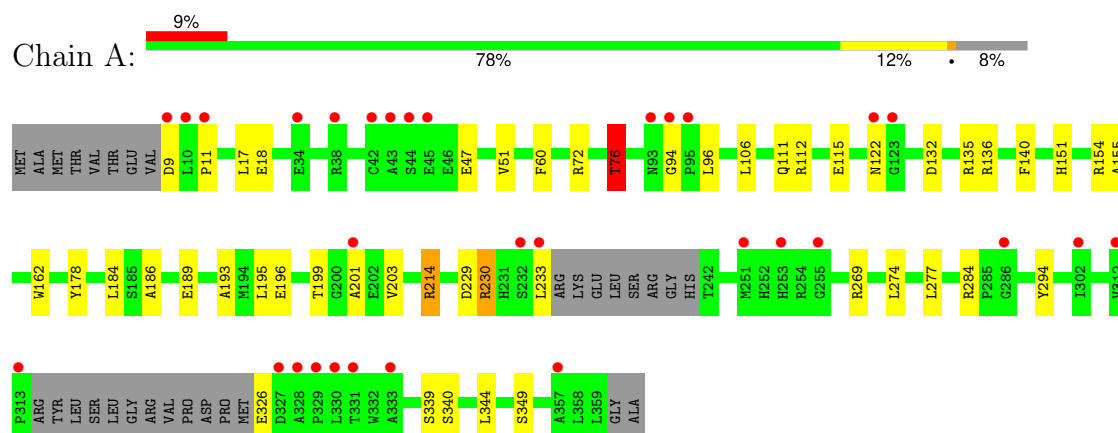 9%
Chain A:
78% 12% • 8%
MET ALA MET THR VAL THR GLU VAL D9 L10 P11 L17 E18 E34 R38 C42 A43 S44 E45 E46 E47 V51 F60 R72 T76 N93 G94 P95 L96 L106 Q111 R112 E115 N122 G123 D132 R135 R136 F140 H151 R154 A155
W162 Y178 L184 S185 A186 E189 A193 M194 L195 E196 T199 G200 A201 E202 V203 R214 D229 R230 H231 S232 L233 ARG LYS GLU LEU SER ARG GLY HIS T242 M251 H252 H253 R254 G255 R269 L274 L277 R284 P285 G286 Y294 I302 V312
P313 ARG TYR LEU SER LEU GLY ARG VAL PRO ASP PRO MET E326 D327 A328 P329 L330 T331 W332 A333 S339 S340 L344 S349 A357 L358 L359 GLY ALA